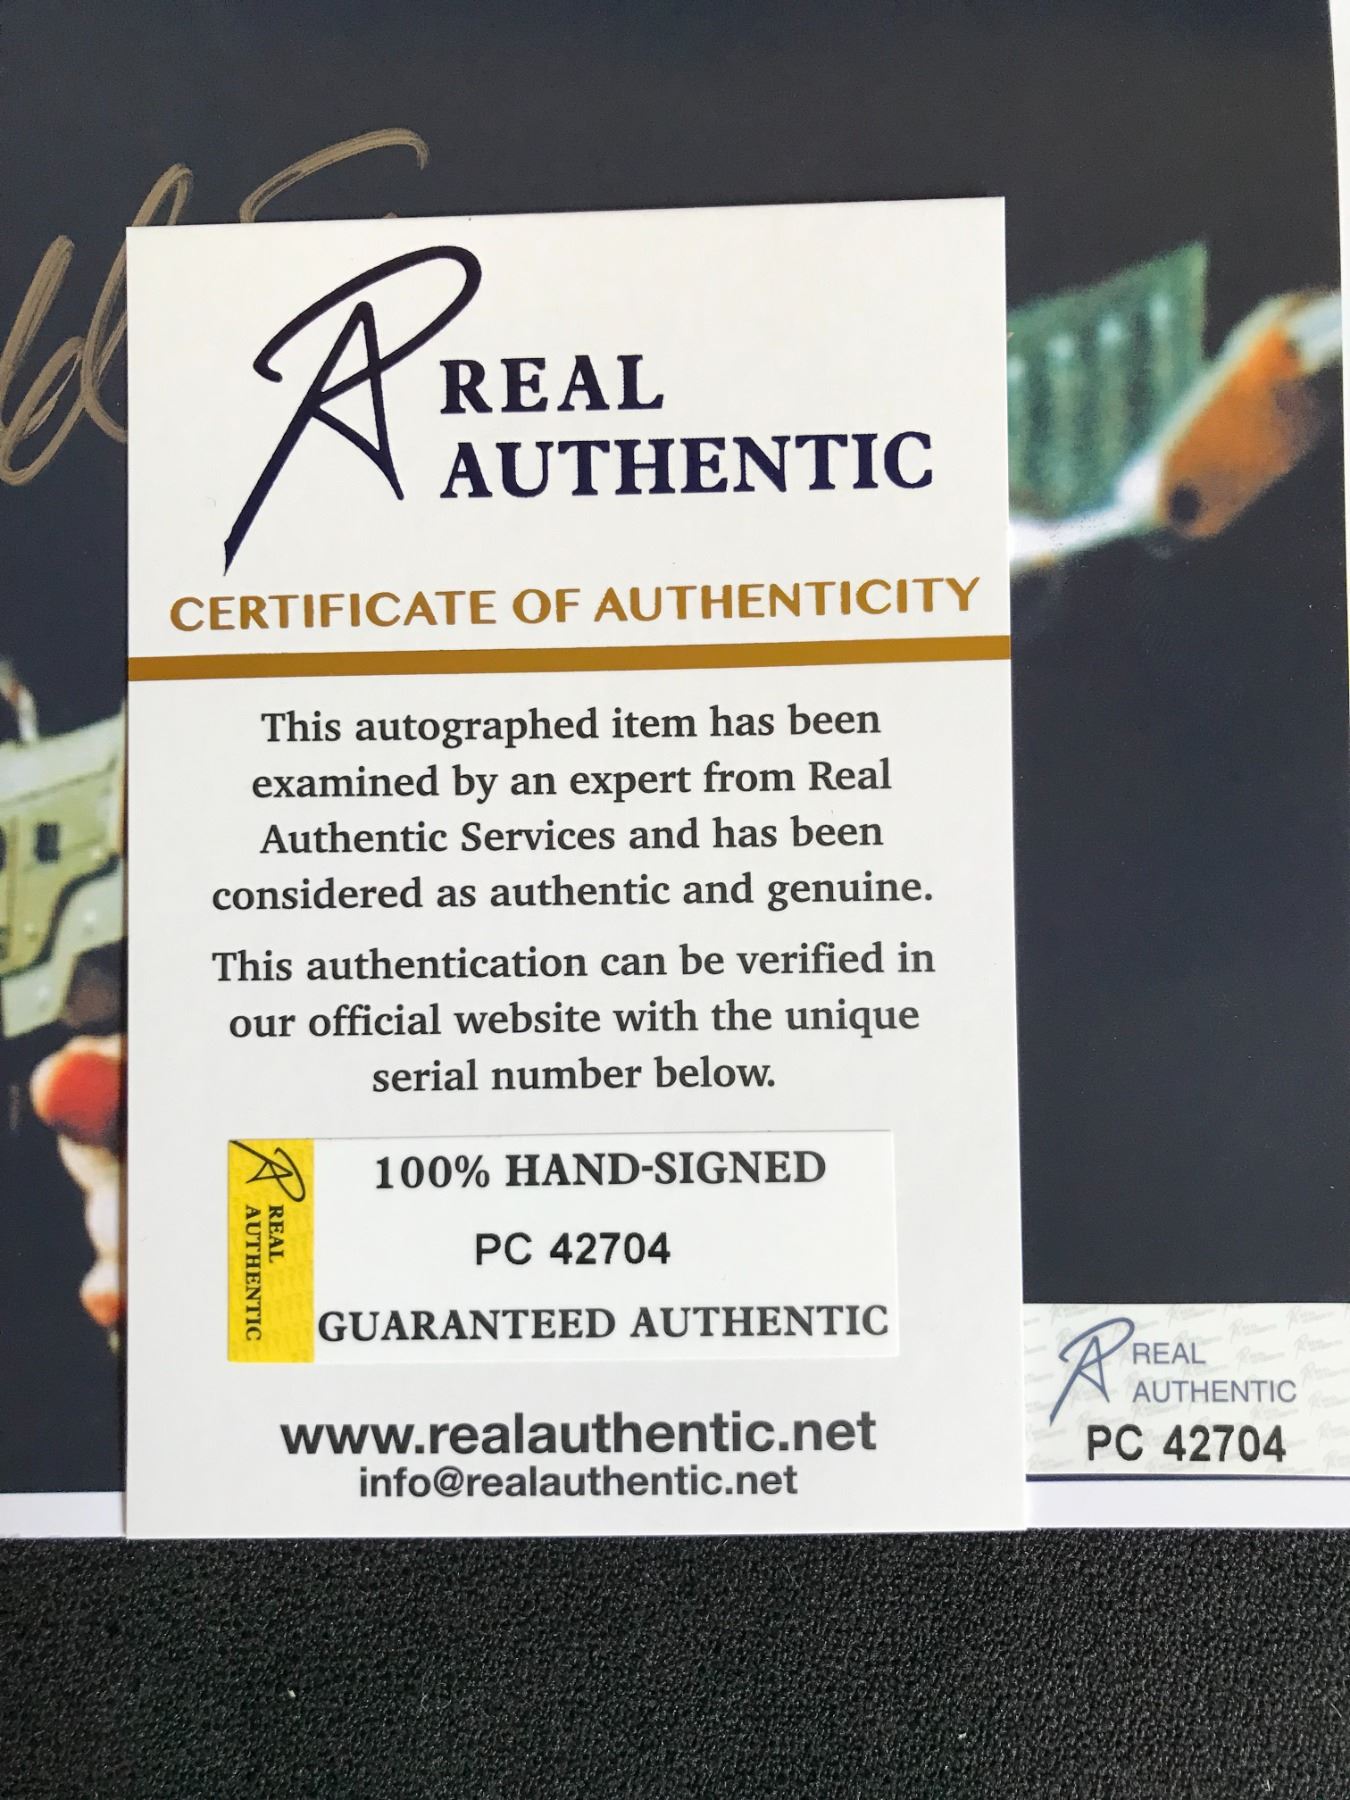 REAL
AUTHENTIC
CERTIFICATE OF AUTHENTICITY
This autographed item has been
examined by an expert from Real
Authentic Services and has been
considered as authentic and genuine.
This authentication can be verified in
our official website with the unique
serial number below.
REAL
AUTHENTIC
100% HAND-SIGNED
PC 42704
GUARANTEED AUTHENTIC
www.realauthentic.net
info@realauthentic.net
REAL
AUTHENTIC
PC 42704